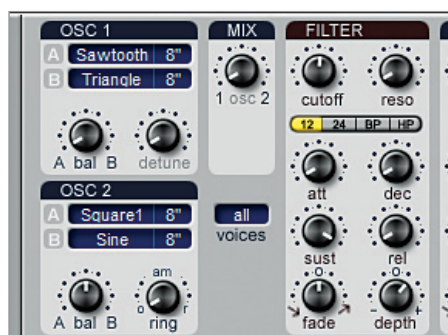 OSC 1
A Sawtooth 8"
B Triangle 8"
A bal B detune
OSC 2
A Square1 8"
B Sine 8"
am
o r
A bal B ring
MIX
1 osc 2
all
voices
FILTER
cutoff reso
12 24 BP HP
att dec
sust rel
o o
- +
fade depth